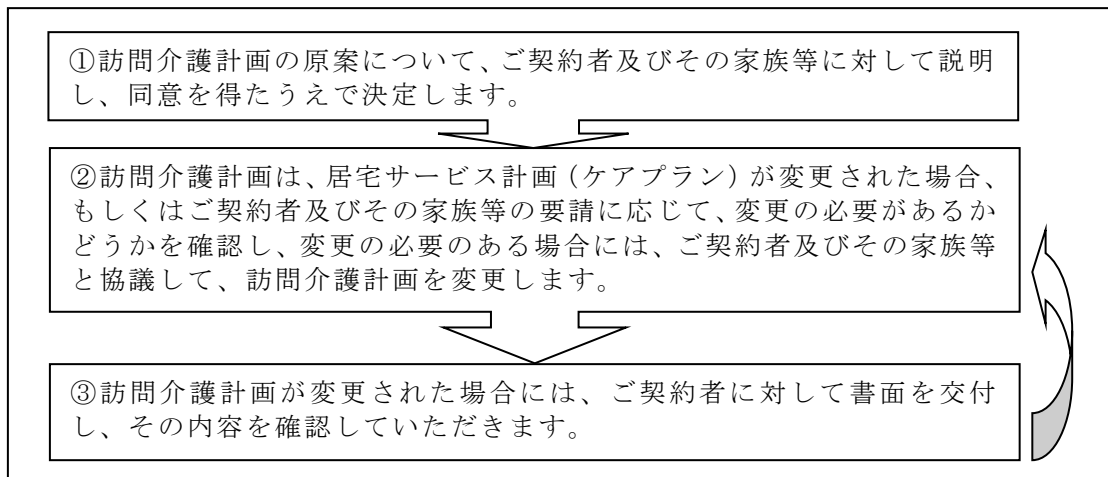 ①訪問介護計画の原案について、ご契約者及びその家族等に対して説明
し、同意を得たうえで決定します。
②訪問介護計画は、居宅サービス計画(ケアプラン)が変更された場合、
もしくはご契約者及びその家族等の要請に応じて、変更の必要があるか
どうかを確認し、変更の必要のある場合には、ご契約者及びその家族等
と協議して、訪問介護計画を変更します。
③訪問介護計画が変更された場合には、ご契約者に対して書面を交付
し、その内容を確認していただきます。